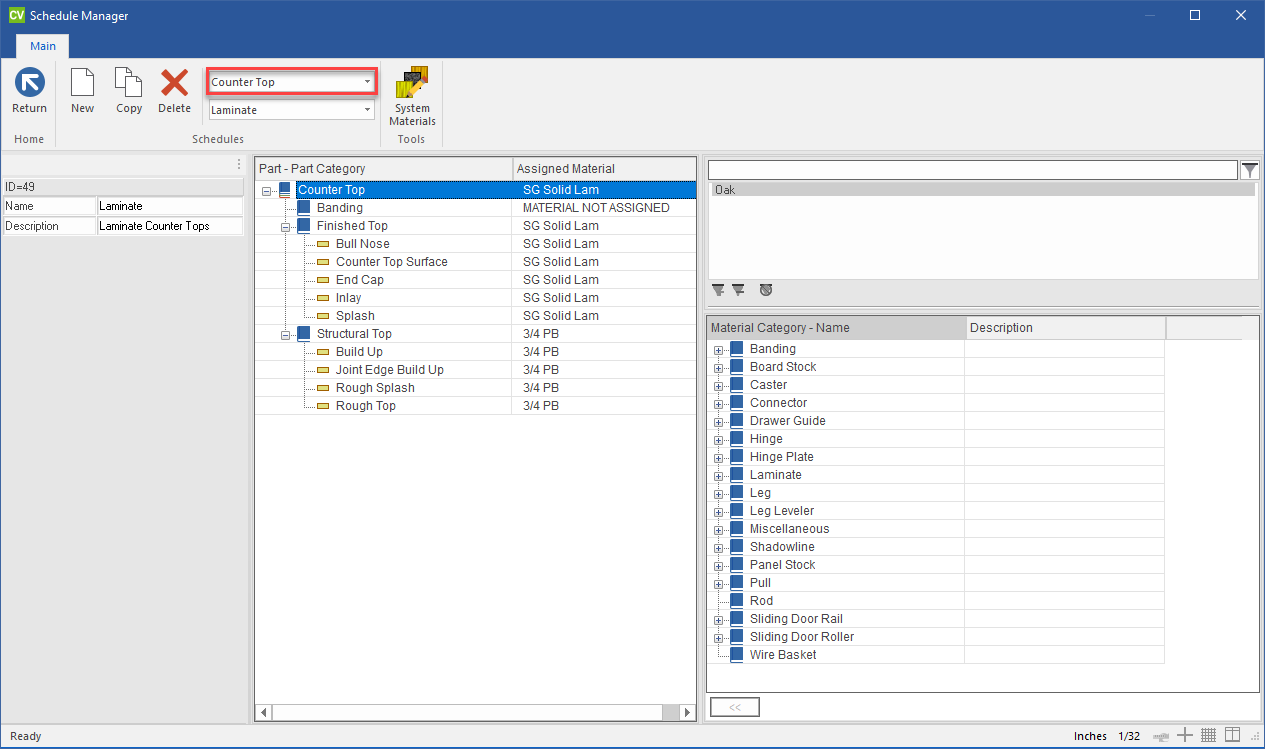 CV Schedule Manager
Main
Return
New
Copy
Delete
Counter Top
Laminate
System
Materials
Home
Schedules
Tools
ID=49
Name Laminate
Description Laminate Counter Tops
Part - Part Category Assigned Material
Counter Top SG Solid Lam
Banding MATERIAL NOT ASSIGNED
Finished Top SG Solid Lam
Bull Nose SG Solid Lam
Counter Top Surface SG Solid Lam
End Cap SG Solid Lam
Inlay SG Solid Lam
Splash SG Solid Lam
Structural Top 3/4 PB
Build Up 3/4 PB
Joint Edge Build Up 3/4 PB
Rough Splash 3/4 PB
Rough Top 3/4 PB
Oak
Material Category - Name Description
Banding
Board Stock
Caster
Connector
Drawer Guide
Hinge
Hinge Plate
Laminate
Leg
Leg Leveler
Miscellaneous
Shadowline
Panel Stock
Pull
Rod
Sliding Door Rail
Sliding Door Roller
Wire Basket
<<
Ready Inches 1/32